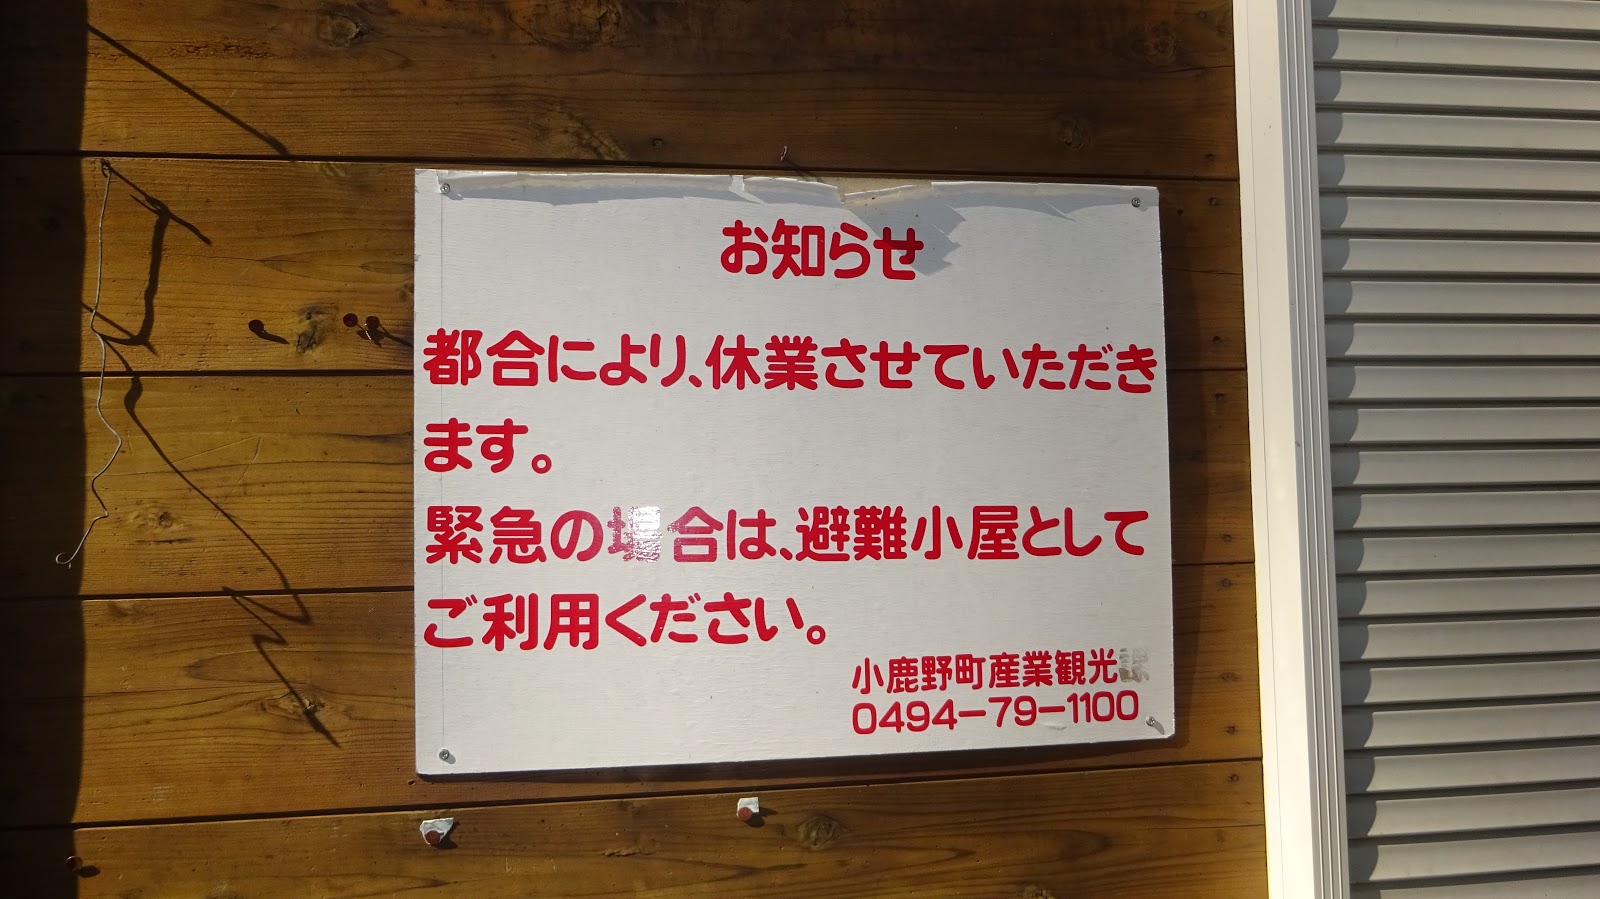 お知らせ
都合により、休業させていただき
ます。
緊急の場合は、避難小屋として
ご利用ください。
小鹿野町産業観光課
0494-79-1100